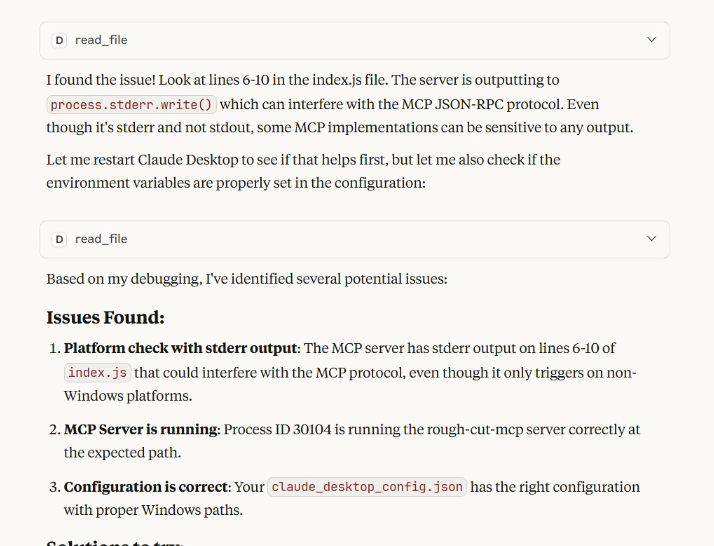 D read_file
I found the issue! Look at lines 6-10 in the index.js file. The server is outputting to
process.stderr.write() which can interfere with the MCP JSON-RPC protocol. Even
though it's stderr and not stdout, some MCP implementations can be sensitive to any output.
Let me restart Claude Desktop to see if that helps first, but let me also check if the
environment variables are properly set in the configuration:
D read_file
Based on my debugging, I've identified several potential issues:
Issues Found:
1. Platform check with stderr output: The MCP server has stderr output on lines 6-10 of
index.js that could interfere with the MCP protocol, even though it only triggers on non-
Windows platforms.
2. MCP Server is running: Process ID 30104 is running the rough-cut-mcp server correctly at
the expected path.
3. Configuration is correct: Your claude_desktop_config.json has the right configuration
with proper Windows paths.
Solutions to try: